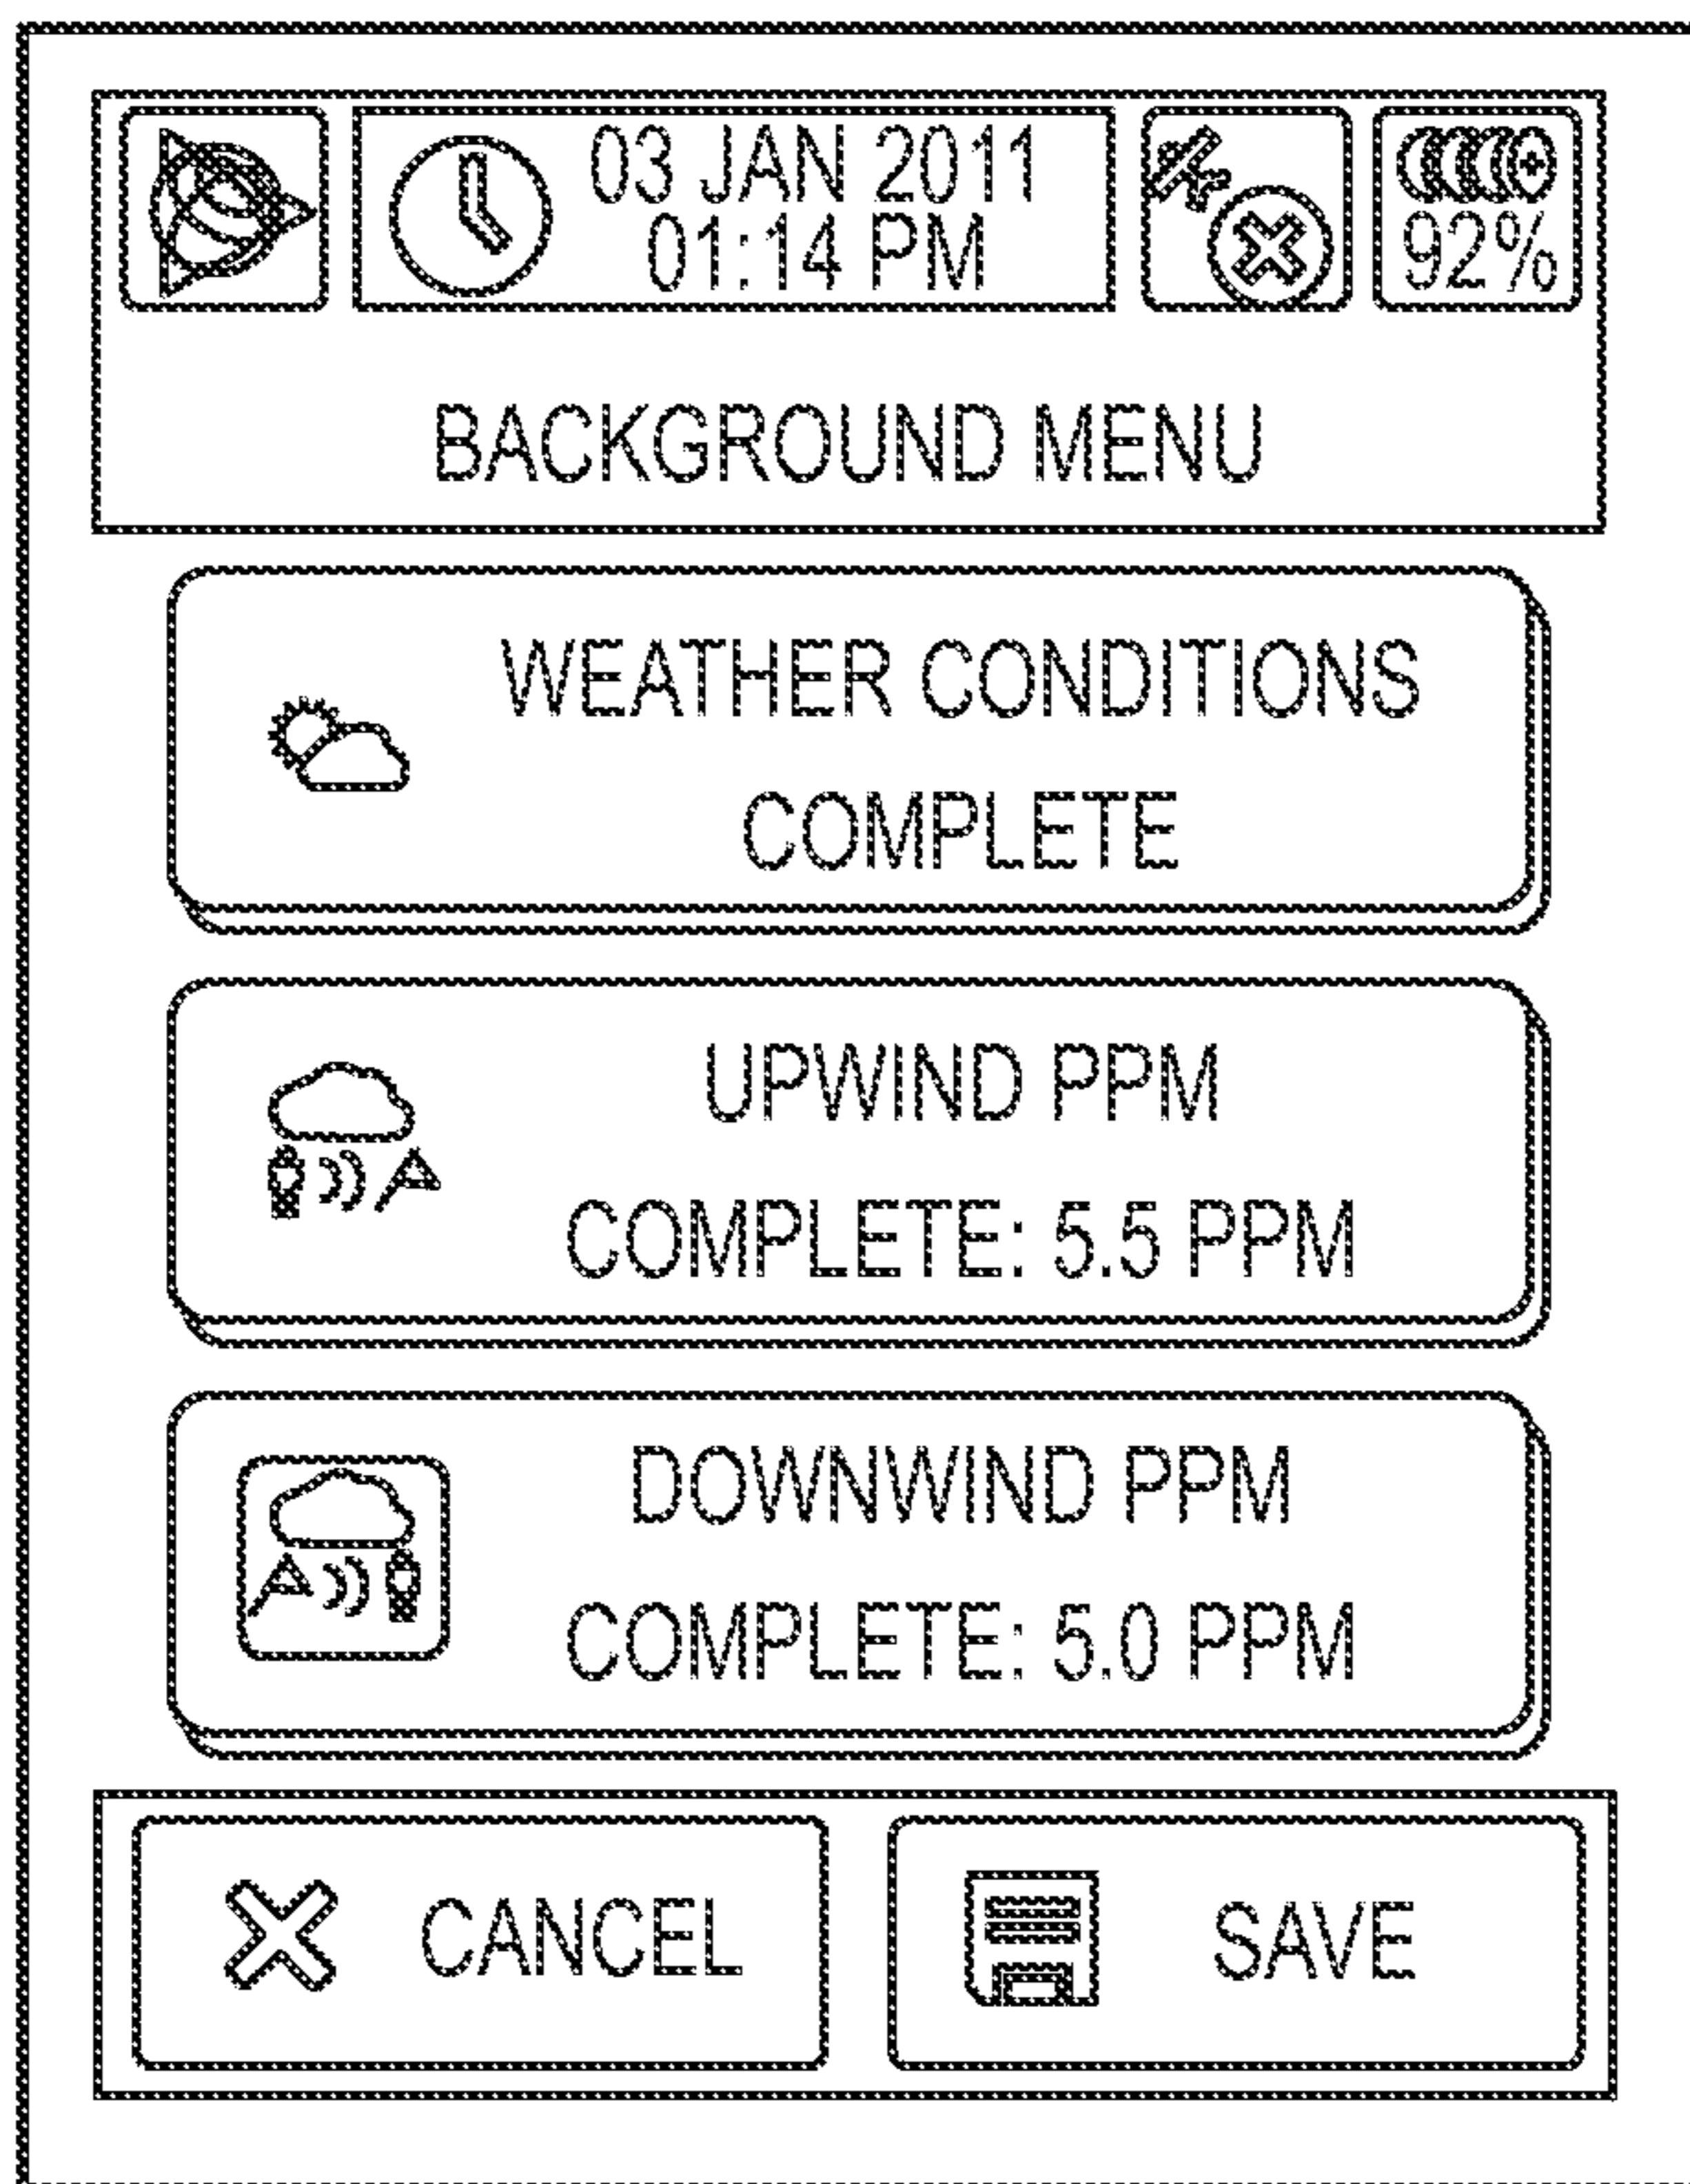 03 JAN 2011
01:14 PM
92%
BACKGROUND MENU
WEATHER CONDITIONS
COMPLETE
UPWIND PPM
COMPLETE: 5.5 PPM
DOWNWIND PPM
COMPLETE: 5.0 PPM
CANCEL
SAVE